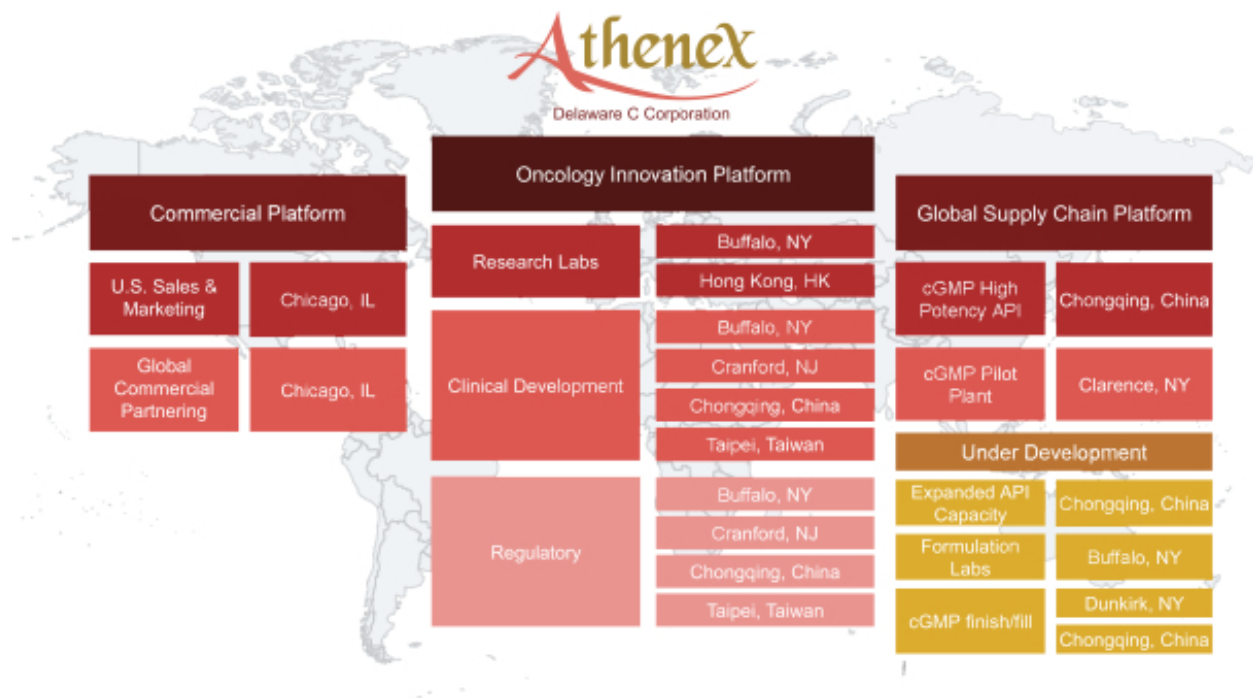 Athenex
Delaware C Corporation
Commercial Platform
U.S. Sales &
Marketing
Chicago, IL
Global
Commercial
Partnering
Chicago, IL
Oncology Innovation Platform
Research Labs
Buffalo, NY
Hong Kong, HK
Clinical Development
Buffalo, NY
Cranford, NJ
Chongqing, China
Taipei, Taiwan
Regulatory
Buffalo, NY
Cranford, NJ
Chongqing, China
Taipei, Taiwan
Global Supply Chain Platform
cGMP High
Potency API
Chongqing, China
cGMP Pilot
Plant
Clarence, NY
Under Development
Expanded API
Capacity
Chongqing, China
Formulation
Labs
Buffalo, NY
cGMP finish/fill
Dunkirk, NY
Chongqing, China